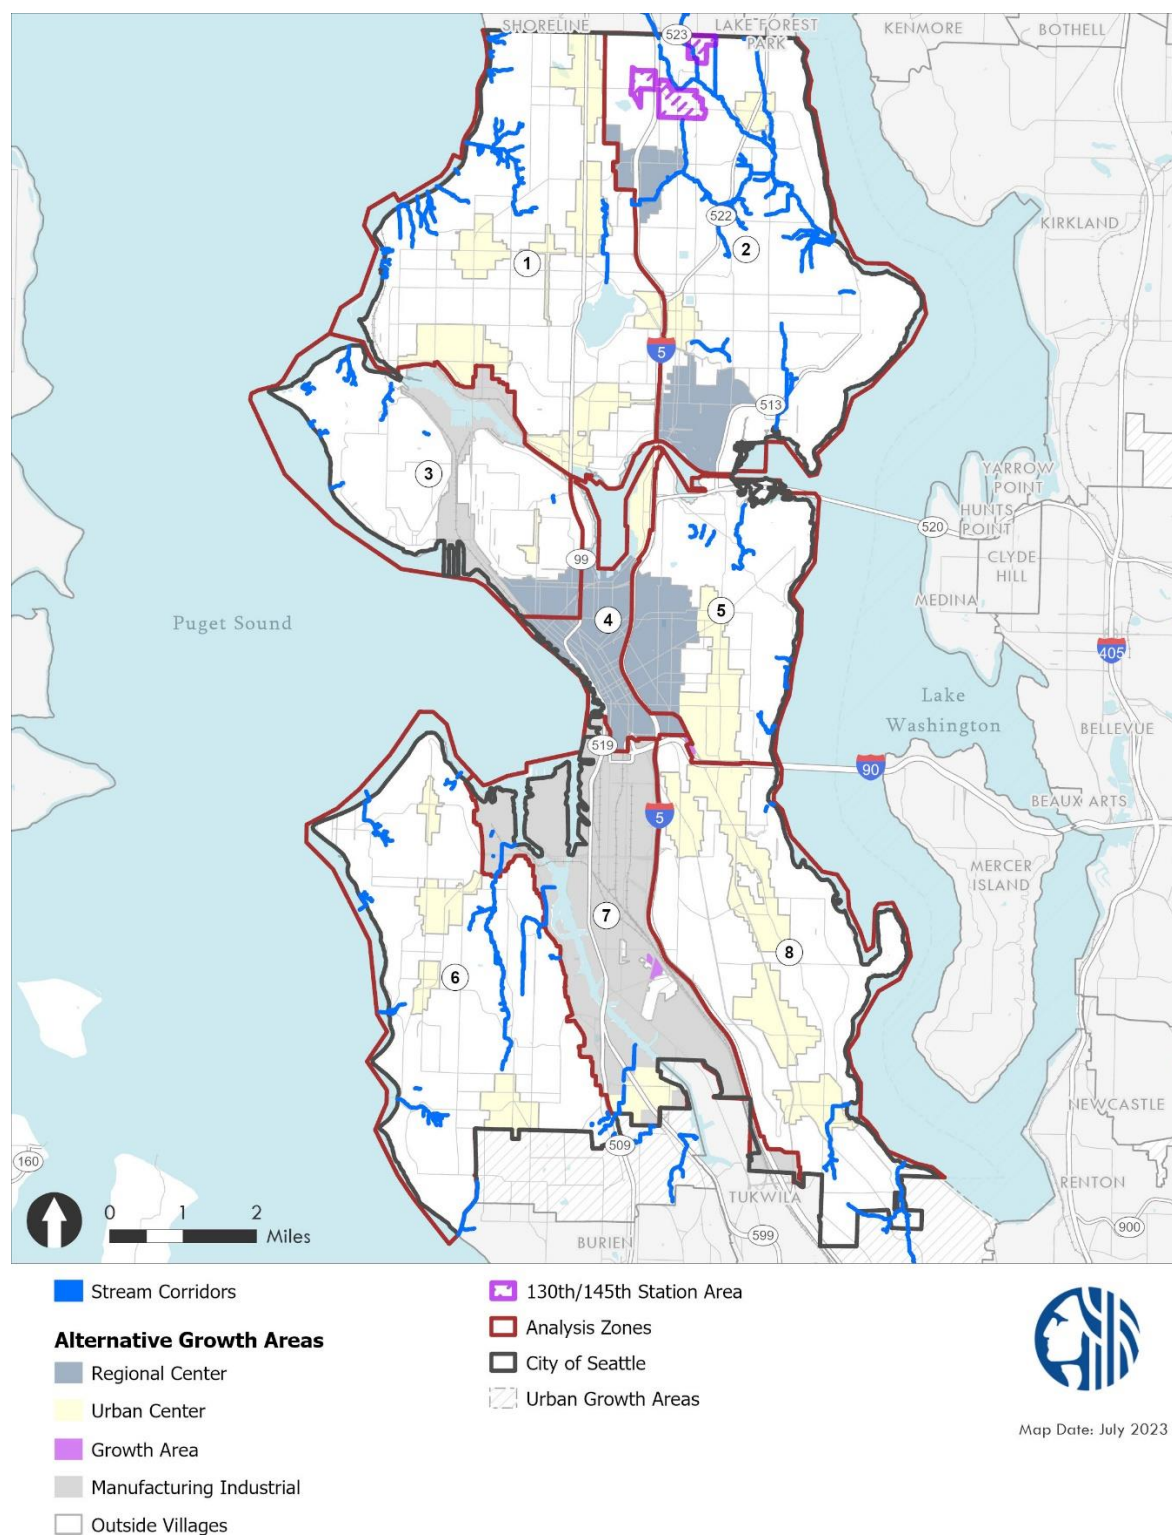 SHORELINE
LAKE FOREST
PARK
KENMORE
BOTHELL
523
KIRKLAND
522
1
2
5
513
3
YARROW
POINT
HUNTS
POINT
520
CLYDE
HILL
99
MEDINA
4
5
Puget Sound
405
Lake
Washington
BELLEVUE
519
90
5
BEAUX ARTS
MERCER
ISLAND
7
8
6
NEWCASTLE
509
160
RENTON
TUKWILA
900
0 1 2
Miles
BURIEN
599
Stream Corridors
Alternative Growth Areas
Regional Center
Urban Center
Growth Area
Manufacturing Industrial
Outside Villages
130th/145th Station Area
Analysis Zones
City of Seattle
Urban Growth Areas
Map Date: July 2023